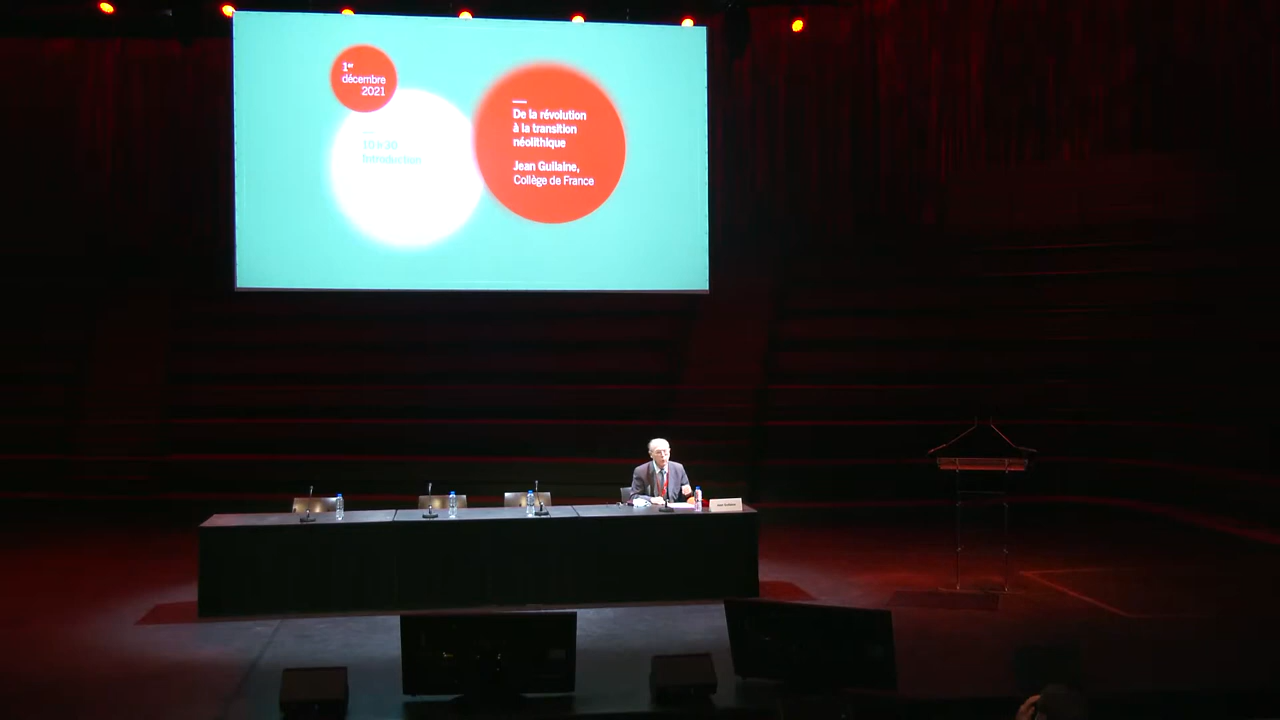 1er
décembre
2021
10 h 30
Introduction
De la révolution
à la transition
néolithique
Jean Guilaine,
Collège de France